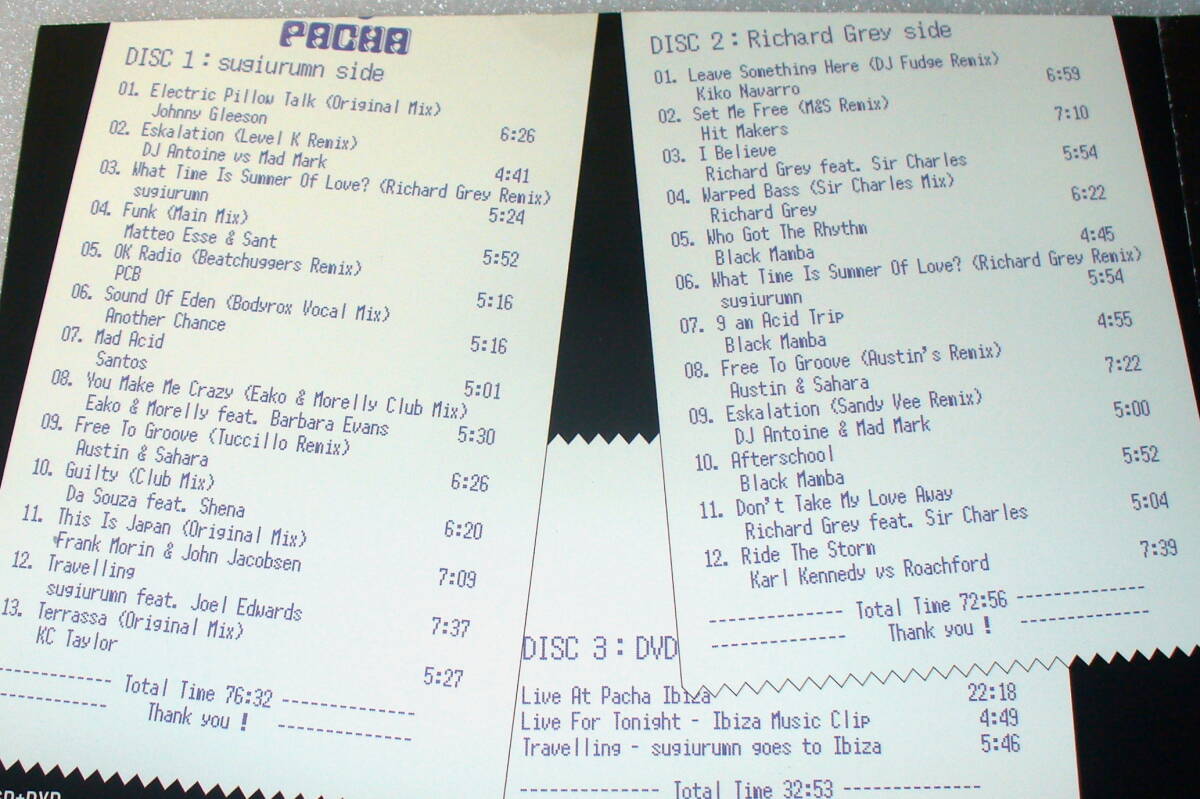 PACHA
DISC 1 : sugiurumn side
01. Electric Pillow Talk (Original Mix)
Johnny Gleeson 6:26
02. Eskalation (Level K Remix)
DJ Antoine vs Mad Mark 4:41
03. What Time Is Summer Of Love? (Richard Grey Remix)
sugiurumn 5:24
04. Funk (Main Mix)
Matteo Esse & Sant 5:52
05. OK Radio (Beatchuggers Remix)
PCB 5:16
06. Sound Of Eden (Bodyrox Vocal Mix)
Another Chance 5:16
07. Mad Acid
Santos 5:01
08. You Make Me Crazy (Eako & Morelly Club Mix)
Eako & Morelly feat. Barbara Evans 5:30
09. Free To Groove (Tuccillo Remix)
Austin & Sahara 6:26
10. Guilty (Club Mix)
Da Souza feat. Shena 6:20
11. This Is Japan (Original Mix)
Frank Morin & John Jacobsen 7:09
12. Travelling
sugiurumn feat. Joel Edwards 7:37
13. Terrassa (Original Mix)
KC Taylor 5:27
Total Time 76:32
Thank you !
DISC 2 : Richard Grey side
01. Leave Something Here (DJ Fudge Remix)
Kiko Navarro 6:59
02. Set Me Free (M&S Remix)
Hit Makers 7:10
03. I Believe
Richard Grey feat. Sir Charles 5:54
04. Warped Bass (Sir Charles Mix)
Richard Grey 6:22
05. Who Got The Rhythm
Black Mamba 4:45
06. What Time Is Summer Of Love? (Richard Grey Remix)
sugiurumn 5:54
07. 9 am Acid Trip
Black Mamba 4:55
08. Free To Groove (Austin's Remix)
Austin & Sahara 7:22
09. Eskalation (Sandy Vee Remix)
DJ Antoine & Mad Mark 5:00
10. Afterschool
Black Mamba 5:52
11. Don't Take My Love Away
Richard Grey feat. Sir Charles 5:04
12. Ride The Storm
Karl Kennedy vs Roachford 7:39
Total Time 72:56
Thank you !
DISC 3 : DVD
Live At Pacha Ibiza 22:18
Live For Tonight - Ibiza Music Clip 4:49
Travelling - sugiurumn goes to Ibiza 5:46
Total Time 32:53
CD+DVD